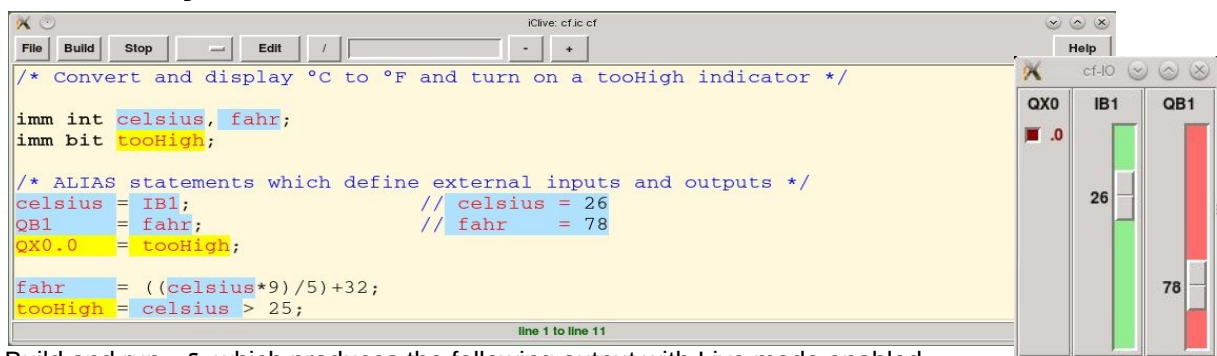 iClive: cf.ic cf
File Build Stop Edit / - + Help
/* Convert and display °C to °F and turn on a tooHigh indicator */
imm int celsius, fahr;
imm bit tooHigh;
/* ALIAS statements which define external inputs and outputs */
celsius = IB1; // celsius = 26
QB1 = fahr; // fahr = 78
QX0.0 = tooHigh;
fahr = ((celsius*9)/5)+32;
tooHigh = celsius > 25;
line 1 to line 11
cf-IO
QX0 IB1 QB1
.0
26
78